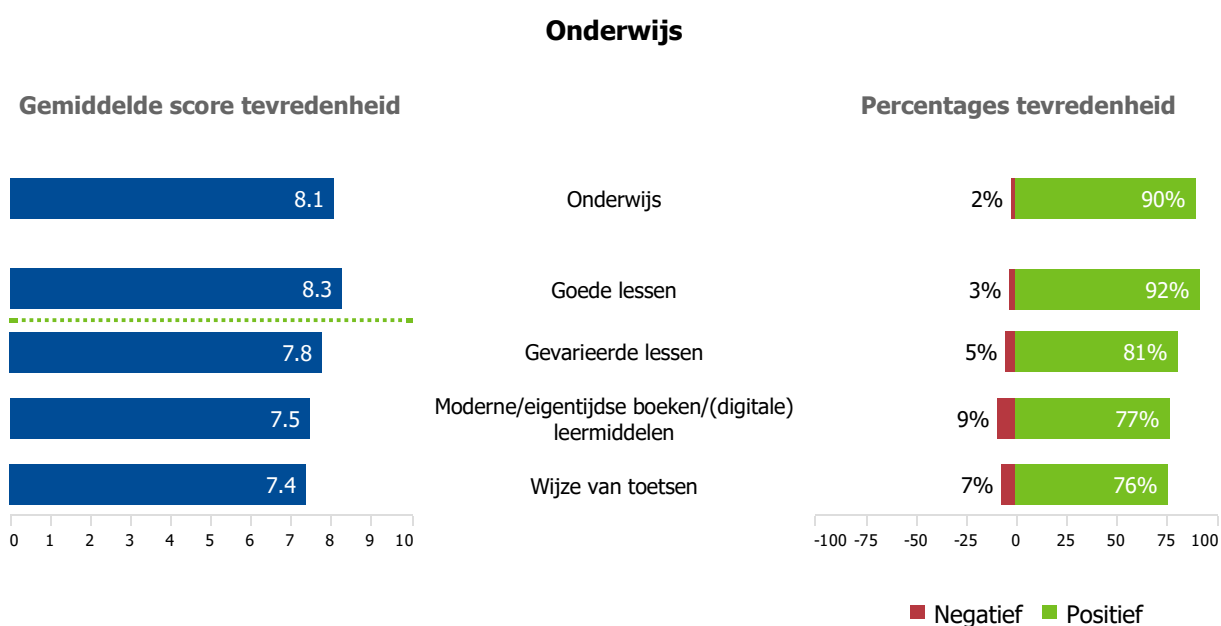 Onderwijs
Gemiddelde score tevredenheid
Percentages tevredenheid
8.1
Onderwijs
2%
90%
8.3
Goede lessen
3%
92%
7.8
Gevarieerde lessen
5%
81%
7.5
Moderne/eigentijdse boeken/(digitale)
leermiddelen
9%
77%
7.4
Wijze van toetsen
7%
76%
0 1 2 3 4 5 6 7 8 9 10
-100 -75 -50 -25 0 25 50 75 100
Negatief Positief